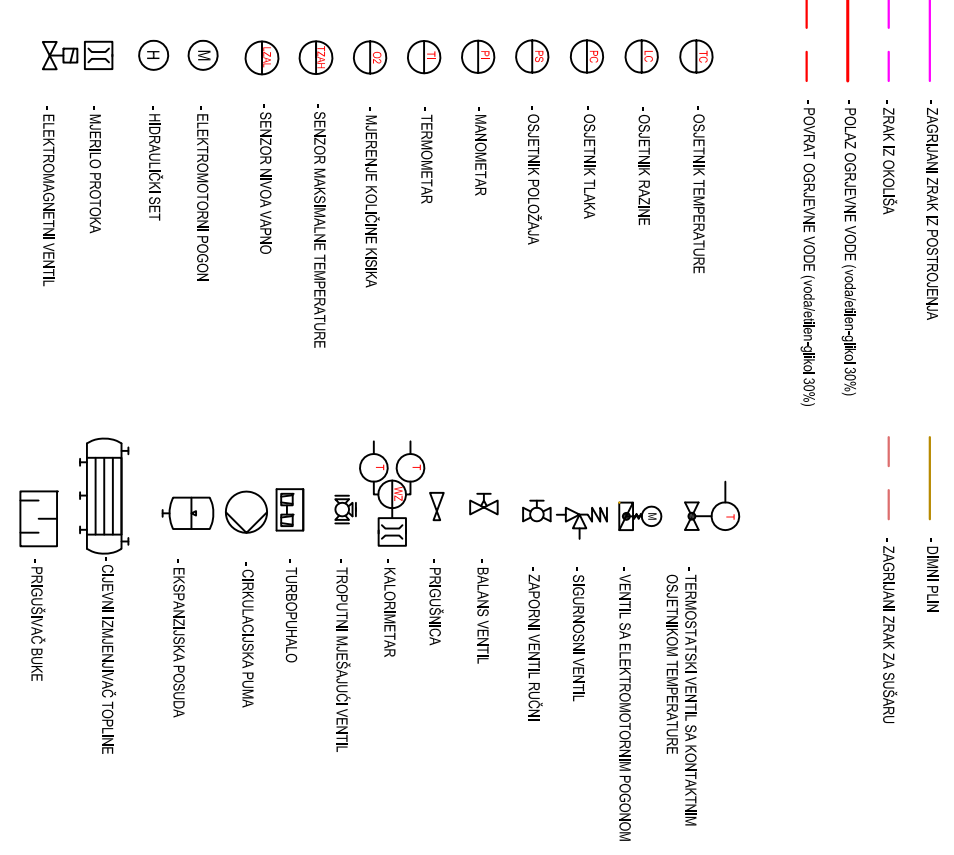 - ZAGRIJANI ZRAK IZ POSTROJENJA
- ZRAK IZ OKOLIŠA
- POLAZ OGRJEVNE VODE (voda/etilen-glikol 30%)
- POVRAT OGRJEVNE VODE (voda/etilen-glikol 30%)
- DIMNI PLIN
- ZAGRIJANI ZRAK ZA SUŠARU
TC - OSJETNIK TEMPERATURE
LC - OSJETNIK RAZINE
PC - OSJETNIK TLAKA
PS - OSJETNIK POLOŽAJA
PI - MANOMETAR
TI - TERMOMETAR
O2 - MJERENJE KOLIČINE KISIKA
TZAH - SENZOR MAKSIMALNE TEMPERATURE
LZAL - SENZOR NIVOA VAPNO
M - ELEKTROMOTORNI POGON
H - HIDRAULIČKI SET
- MJERILO PROTOKA
- ELEKTROMAGNETNI VENTIL
T - TERMOSTATSKI VENTIL SA KONTAKTNIM
OSJETNIKOM TEMPERATURE
M - VENTIL SA ELEKTROMOTORNIM POGONOM
- SIGURNOSNI VENTIL
- ZAPORNI VENTIL RUČNI
- BALANS VENTIL
- PRIGUŠNICA
T WZ T - KALORIMETAR
- TROPUTNI MJEŠAJUĆI VENTIL
- TURBOPUHALO
- CIRKULACIJSKA PUMA
- EKSPANZIJSKA POSUDA
- CIJEVNI IZMJENJIVAČ TOPLINE
- PRIGUŠIVAČ BUKE